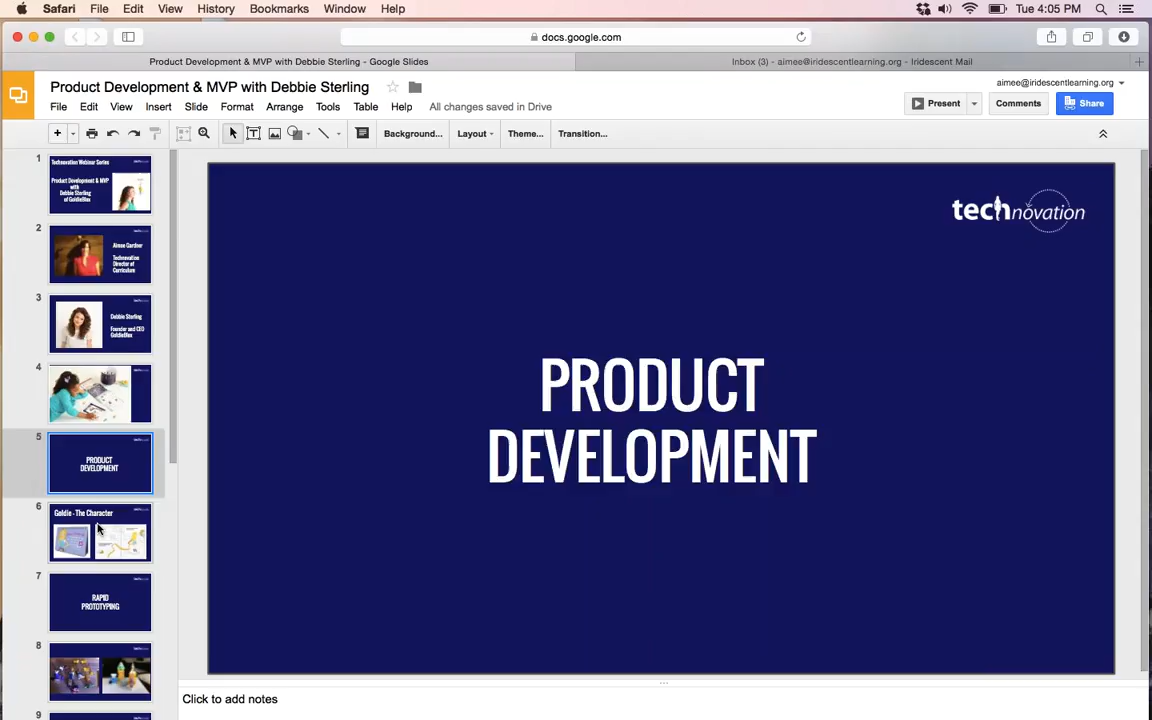 Safari File Edit View History Bookmarks Window Help Tue 4:05 PM
docs.google.com
Product Development & MVP with Debbie Sterling - Google Slides
Inbox (3) - aimee@iridescentlearning.org - Iridescent Mail
Product Development & MVP with Debbie Sterling
aimee@iridescentlearning.org
File Edit View Insert Slide Format Arrange Tools Table Help All changes saved in Drive
Present
Comments
Share
Background...
Layout
Theme...
Transition...
1
Technovation Webinar Series
Product Development & MVP
with
Debbie Sterling
of GoldieBlox
2
Aimee Gardner
Technovation
Director of
Curriculum
3
Debbie Sterling
Founder and CEO
GoldieBlox
4
5
PRODUCT
DEVELOPMENT
6
Goldie - The Character
7
RAPID
PROTOTYPING
8
9
technovation
PRODUCT
DEVELOPMENT
Click to add notes